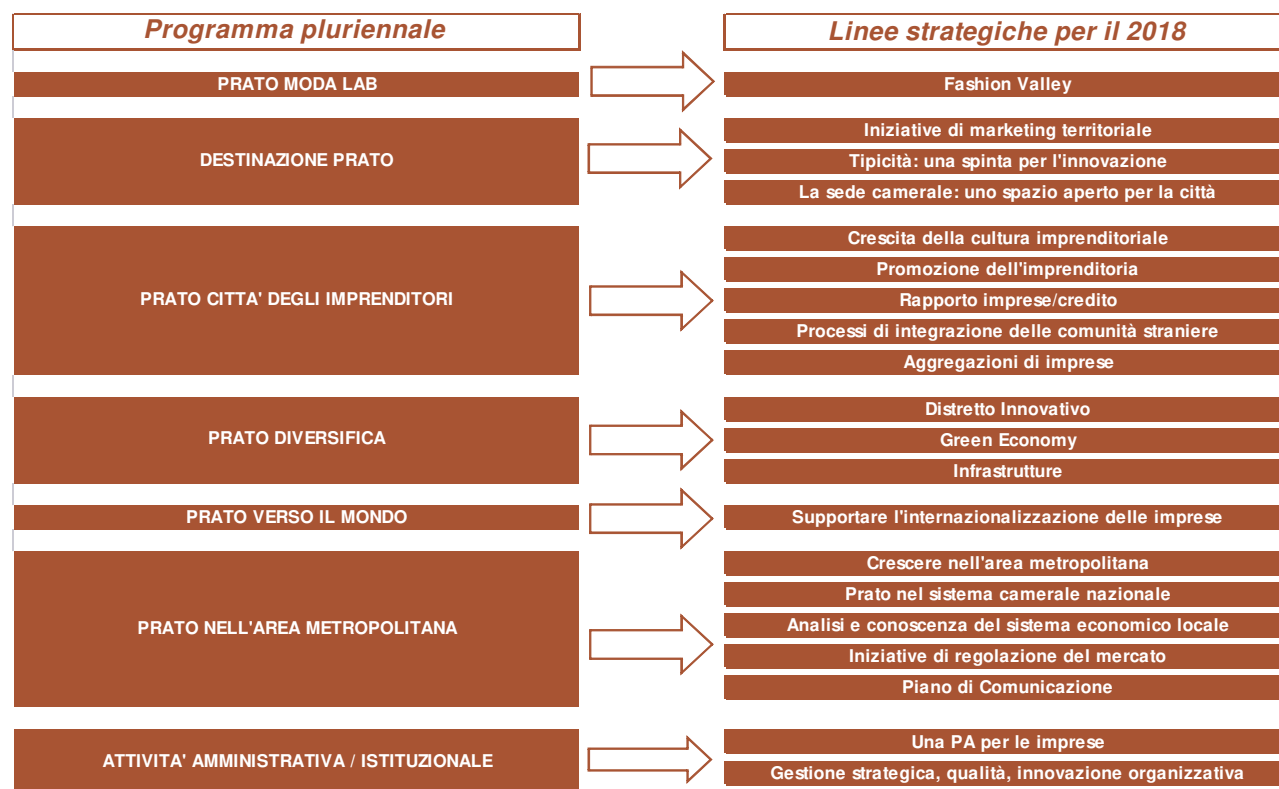 Programma pluriennale
Linee strategiche per il 2018
PRATO MODA LAB
Fashion Valley
DESTINAZIONE PRATO
Iniziative di marketing territoriale
Tipicità: una spinta per l'innovazione
La sede camerale: uno spazio aperto per la città
PRATO CITTA' DEGLI IMPRENDITORI
Crescita della cultura imprenditoriale
Promozione dell'imprenditoria
Rapporto imprese/credito
Processi di integrazione delle comunità straniere
Aggregazioni di imprese
PRATO DIVERSIFICA
Distretto Innovativo
Green Economy
Infrastrutture
PRATO VERSO IL MONDO
Supportare l'internazionalizzazione delle imprese
PRATO NELL'AREA METROPOLITANA
Crescere nell'area metropolitana
Prato nel sistema camerale nazionale
Analisi e conoscenza del sistema economico locale
Iniziative di regolazione del mercato
Piano di Comunicazione
ATTIVITA' AMMINISTRATIVA / ISTITUZIONALE
Una PA per le imprese
Gestione strategica, qualità, innovazione organizzativa